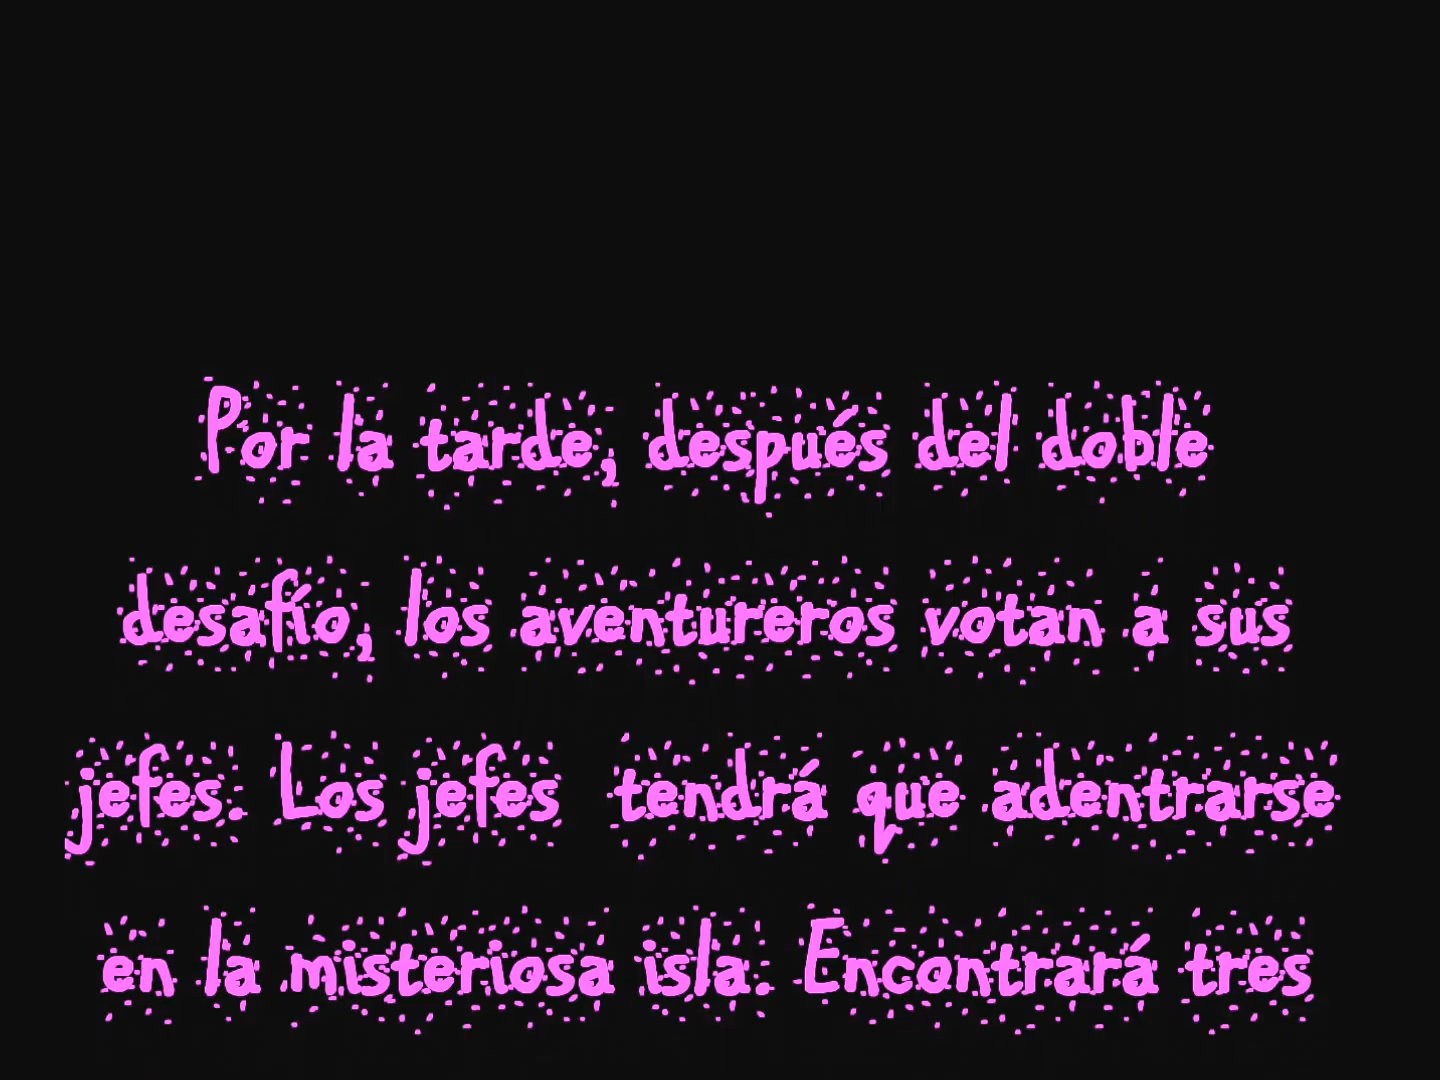 Por la tarde, después del doble
desafío, los aventureros votan a sus
jefes. Los jefes tendrá que adentrarse
en la misteriosa isla. Encontrará tres